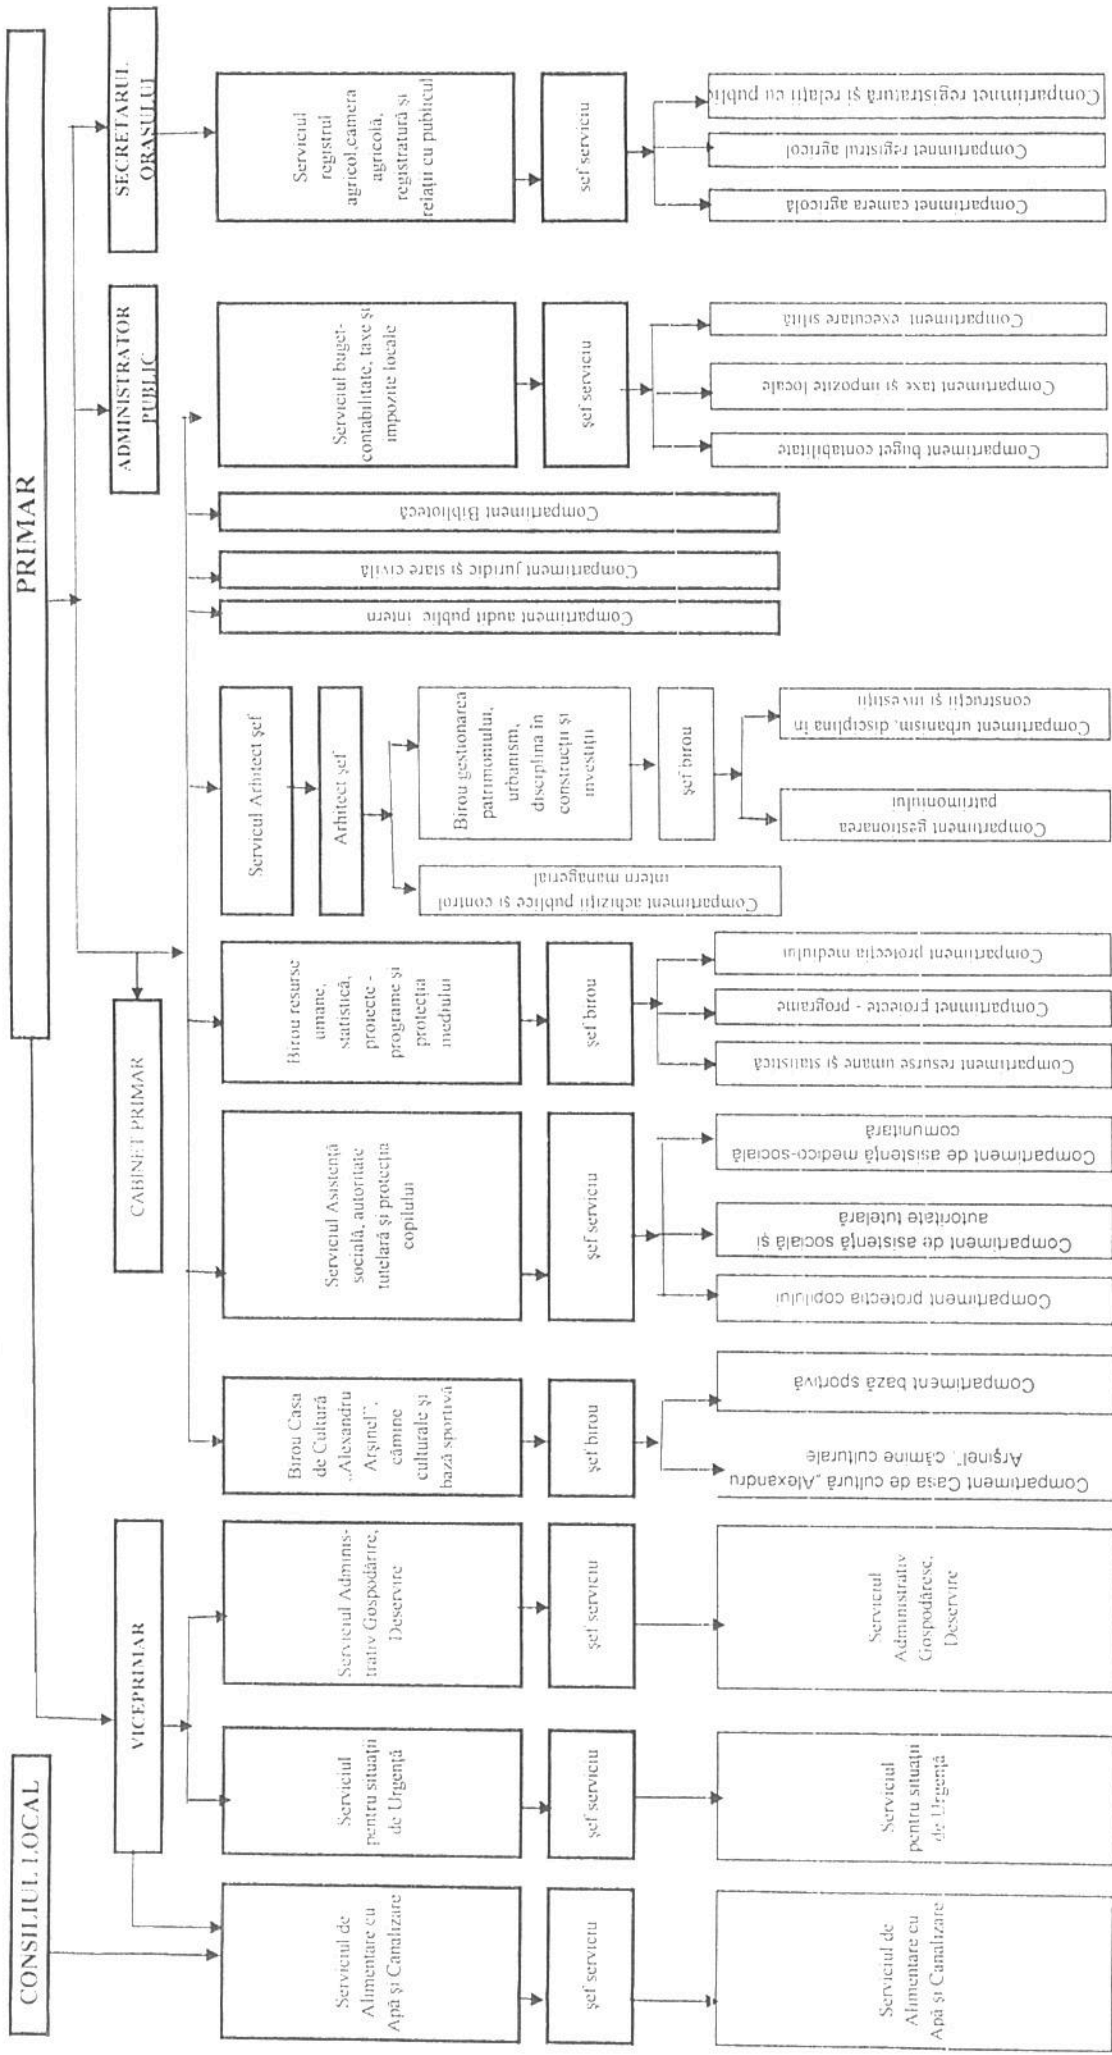 CONSILIUL LOCAL
PRIMAR
VICEPRIMAR
CABINET PRIMAR
ADMINISTRATOR
PUBLIC
SECRETARUL
ORASULUI
Serviciul de
Alimentare cu
Apă și Canalizare
Serviciul
pentru situații
de Urgență
Serviciul Adminis-
trativ Gospodărire,
Deservire
Birou Casa
de Cultură
„Alexandru
Arșinel”,
cămine
culturale și
bază sportivă
Serviciul Asistență
socială, autoritate
tutelară și protecția
copilului
Birou resurse
umane,
statistică,
proiecte -
programe și
protecția
mediului
Servicul Arhitect șef
Arhitect șef
Compartiment achiziții publice și control
intern managerial
Birou gestionarea
patrimoniului,
urbanism,
disciplina în
construcții și
investiții
șef birou
Compartiment gestionarea
patrimoniului
Compartiment urbanism, disciplina în
construcții și investiții
Compartiment audit public intern
Compartiment juridic și stare civilă
Compartiment Bibliotecă
Serviciul buget-
contabilitate, taxe și
impozite locale
Serviciul
registrul
agricol,camera
agricolă,
registratură și
relații cu publicul
șef serviciu
șef serviciu
șef serviciu
șef birou
șef serviciu
șef birou
șef serviciu
șef serviciu
Serviciul de
Alimentare cu
Apă și Canalizare
Serviciul
pentru situații
de Urgență
Serviciul
Administrativ
Gospodăresc,
Deservire
Compartiment Casa de cultură „Alexandru
Arșinel”, cămine culturale
Compartiment bază sportivă
Compartiment protecția copilului
Compartiment de asistență socială și
autoritate tutelară
Compartiment de asistență medico-socială
comunitară
Compartiment resurse umane și statistică
Compartimnet proiecte - programe
Compartiment protecția mediului
Compartiment buget contabilitate
Compartiment taxe și impozite locale
Compartiment executare silită
Compartimnet camera agricolă
Compartimnet registrul agricol
Compartimnet registratură și relații cu public